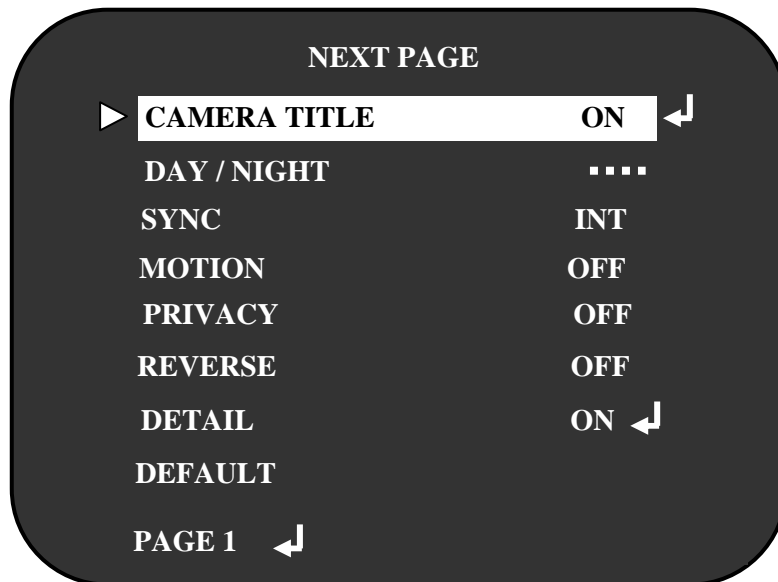 NEXT PAGE
CAMERA TITLE ON
DAY / NIGHT ....
SYNC INT
MOTION OFF
PRIVACY OFF
REVERSE OFF
DETAIL ON
DEFAULT
PAGE 1